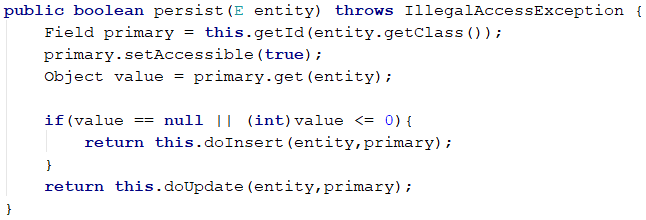 public boolean persist(E entity) throws IllegalAccessException {
    Field primary = this.getId(entity.getClass());
    primary.setAccessible(true);
    Object value = primary.get(entity);

    if(value == null || (int)value <= 0){
        return this.doInsert(entity,primary);
    }
    return this.doUpdate(entity,primary);
}